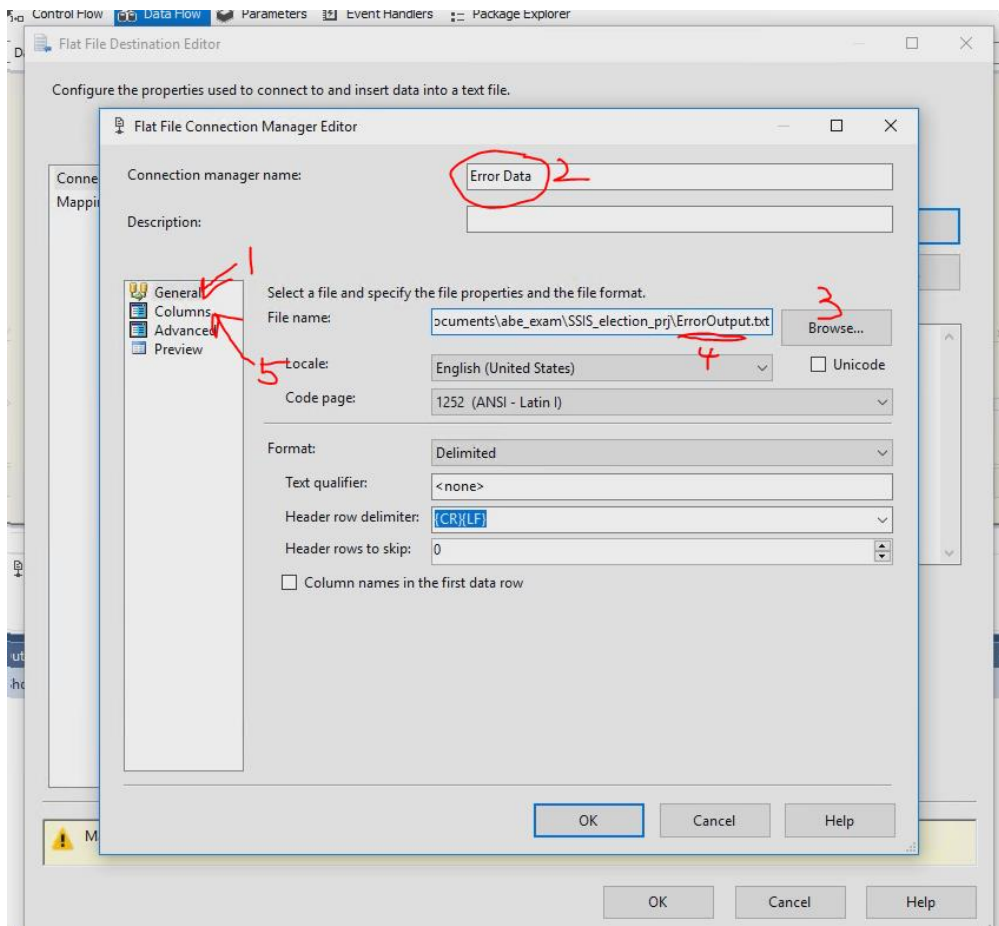 Control Flow Data Flow Parameters Event Handlers Package Explorer
D
Flat File Destination Editor
Configure the properties used to connect to and insert data into a text file.
Flat File Connection Manager Editor
Connection manager name: Error Data 2
Conne
Mappi
Description:
1
General
Columns
Advanced
Preview
5
Select a file and specify the file properties and the file format.
3
File name: ocuments\abe_exam\SSIS_election_prj\ErrorOutput.txt Browse...
4
Locale: English (United States) Unicode
Code page: 1252 (ANSI - Latin I)
Format: Delimited
Text qualifier: <none>
Header row delimiter: {CR}{LF}
Header rows to skip: 0
Column names in the first data row
ut
ho
OK Cancel Help
M
OK Cancel Help